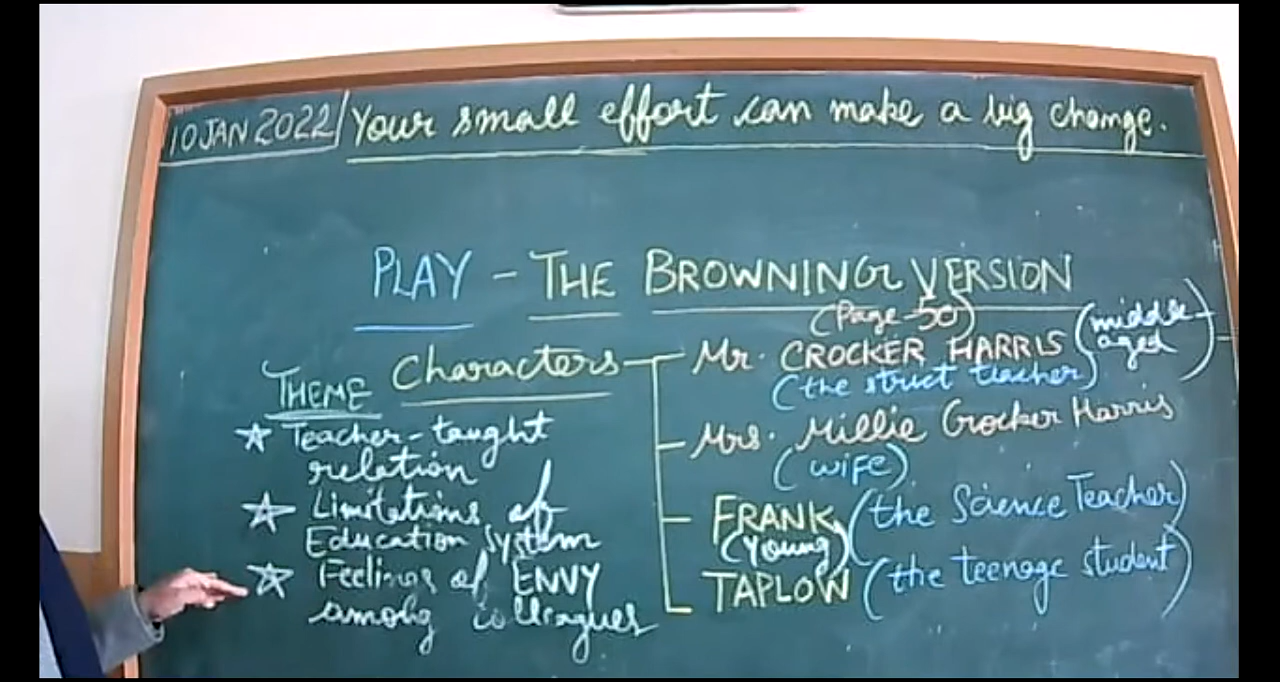 10 JAN 2022/ Your small effort can make a big change.
PLAY - THE BROWNING VERSION
(Page-50)
Characters
Mr. CROCKER HARRIS (middle-aged)
(the strict teacher)
Mrs. Millie Crocker Harris
(wife)
FRANK (the Science Teacher)
(Young)
TAPLOW (the teenage student)
THEME
☆ Teacher-taught
relation
☆ Limitations of
Education System
☆ Feelings of ENVY
among colleagues